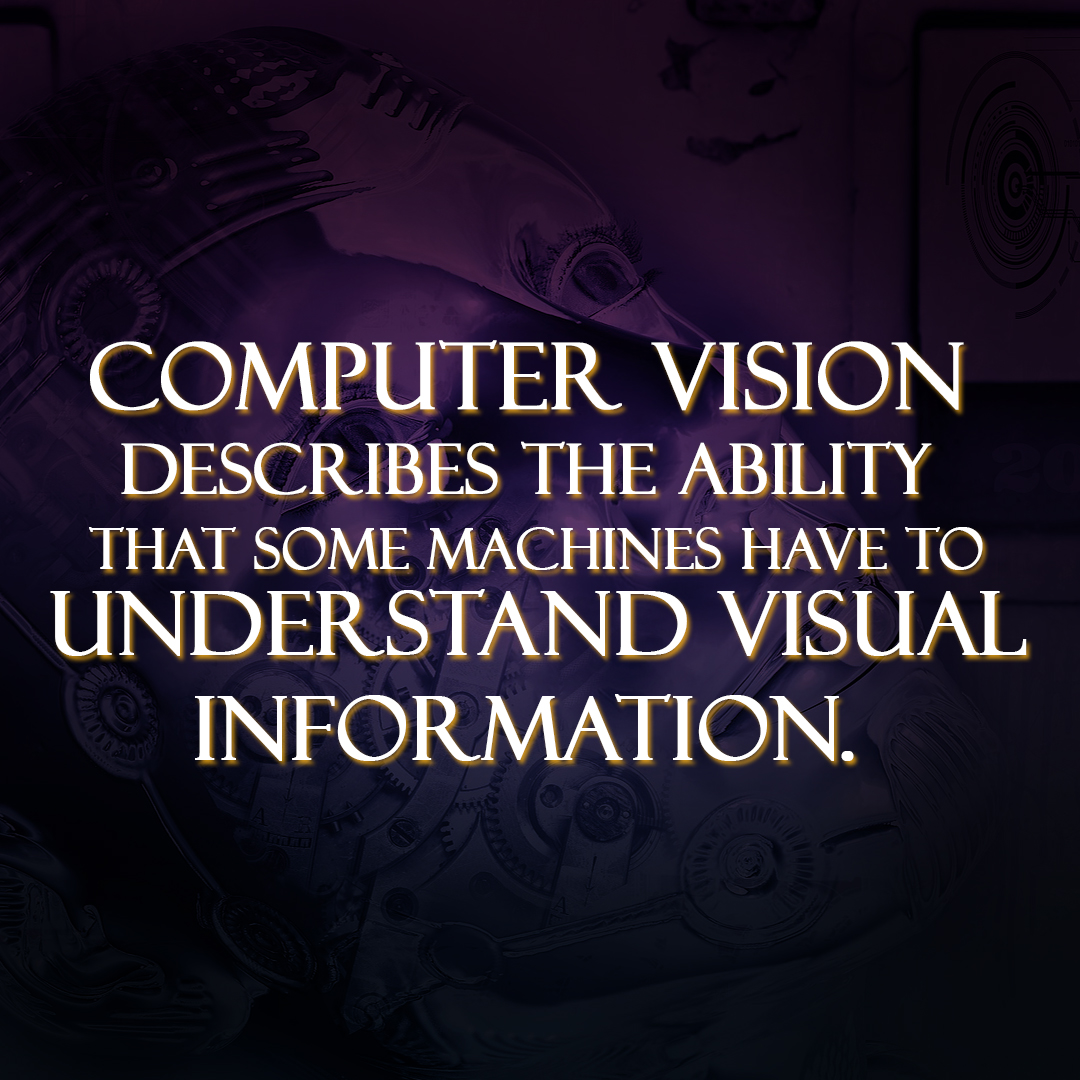 COMPUTER VISION
DESCRIBES THE ABILITY
THAT SOME MACHINES HAVE TO
UNDERSTAND VISUAL
INFORMATION.